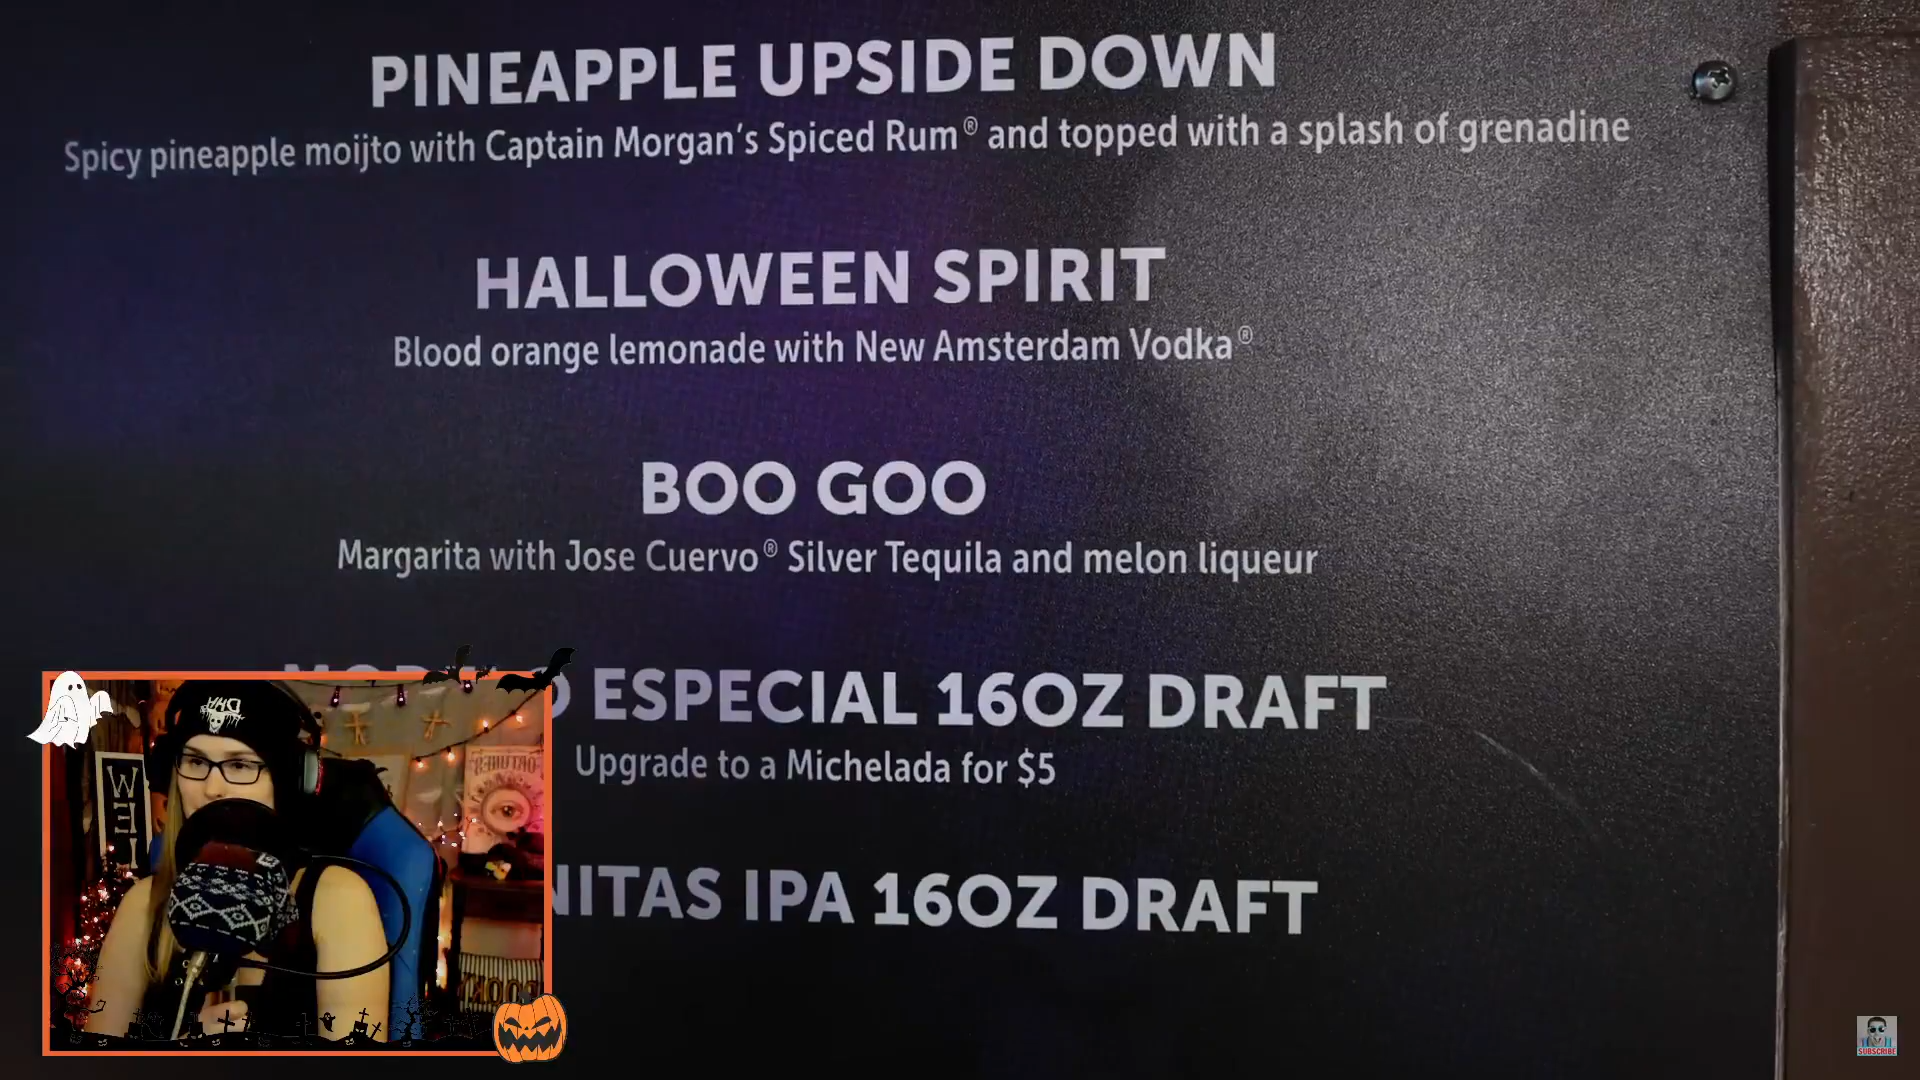 PINEAPPLE UPSIDE DOWN
Spicy pineapple moijto with Captain Morgan's Spiced Rum® and topped with a splash of grenadine
HALLOWEEN SPIRIT
Blood orange lemonade with New Amsterdam Vodka®
BOO GOO
Margarita with Jose Cuervo® Silver Tequila and melon liqueur
ESPECIAL 16OZ DRAFT
Upgrade to a Michelada for $5
NITAS IPA 16OZ DRAFT
SUBSCRIBE